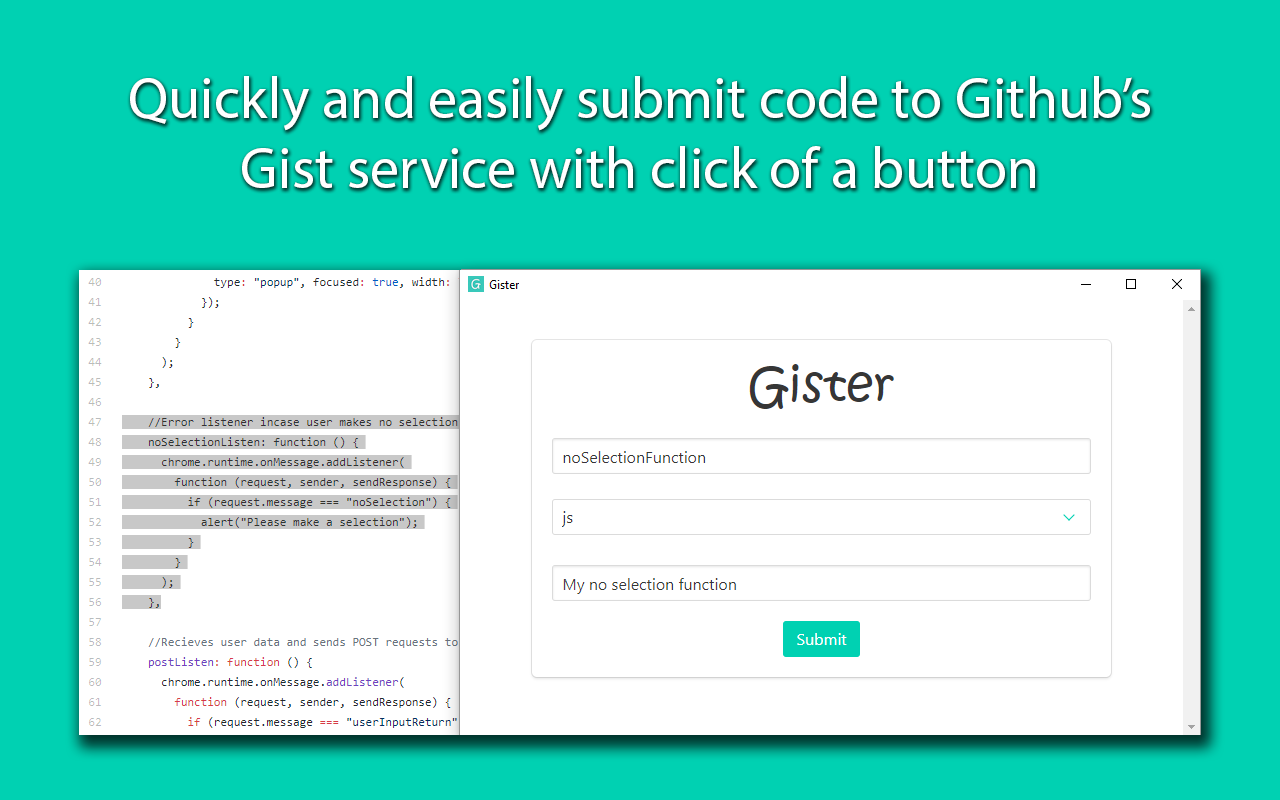 Quickly and easily submit code to Github’s
Gist service with click of a button
40 type: "popup", focused: true, width:
41 });
42 }
43 }
44 );
45 },
46
47 //Error listener incase user makes no selection
48 noSelectionListen: function () {
49 chrome.runtime.onMessage.addListener(
50 function (request, sender, sendResponse) {
51 if (request.message === "noSelection") {
52 alert("Please make a selection");
53 }
54 }
55 );
56 },
57
58 //Recieves user data and sends POST requests to
59 postListen: function () {
60 chrome.runtime.onMessage.addListener(
61 function (request, sender, sendResponse) {
62 if (request.message === "userInputReturn"
G Gister
Gister
noSelectionFunction
js
My no selection function
Submit